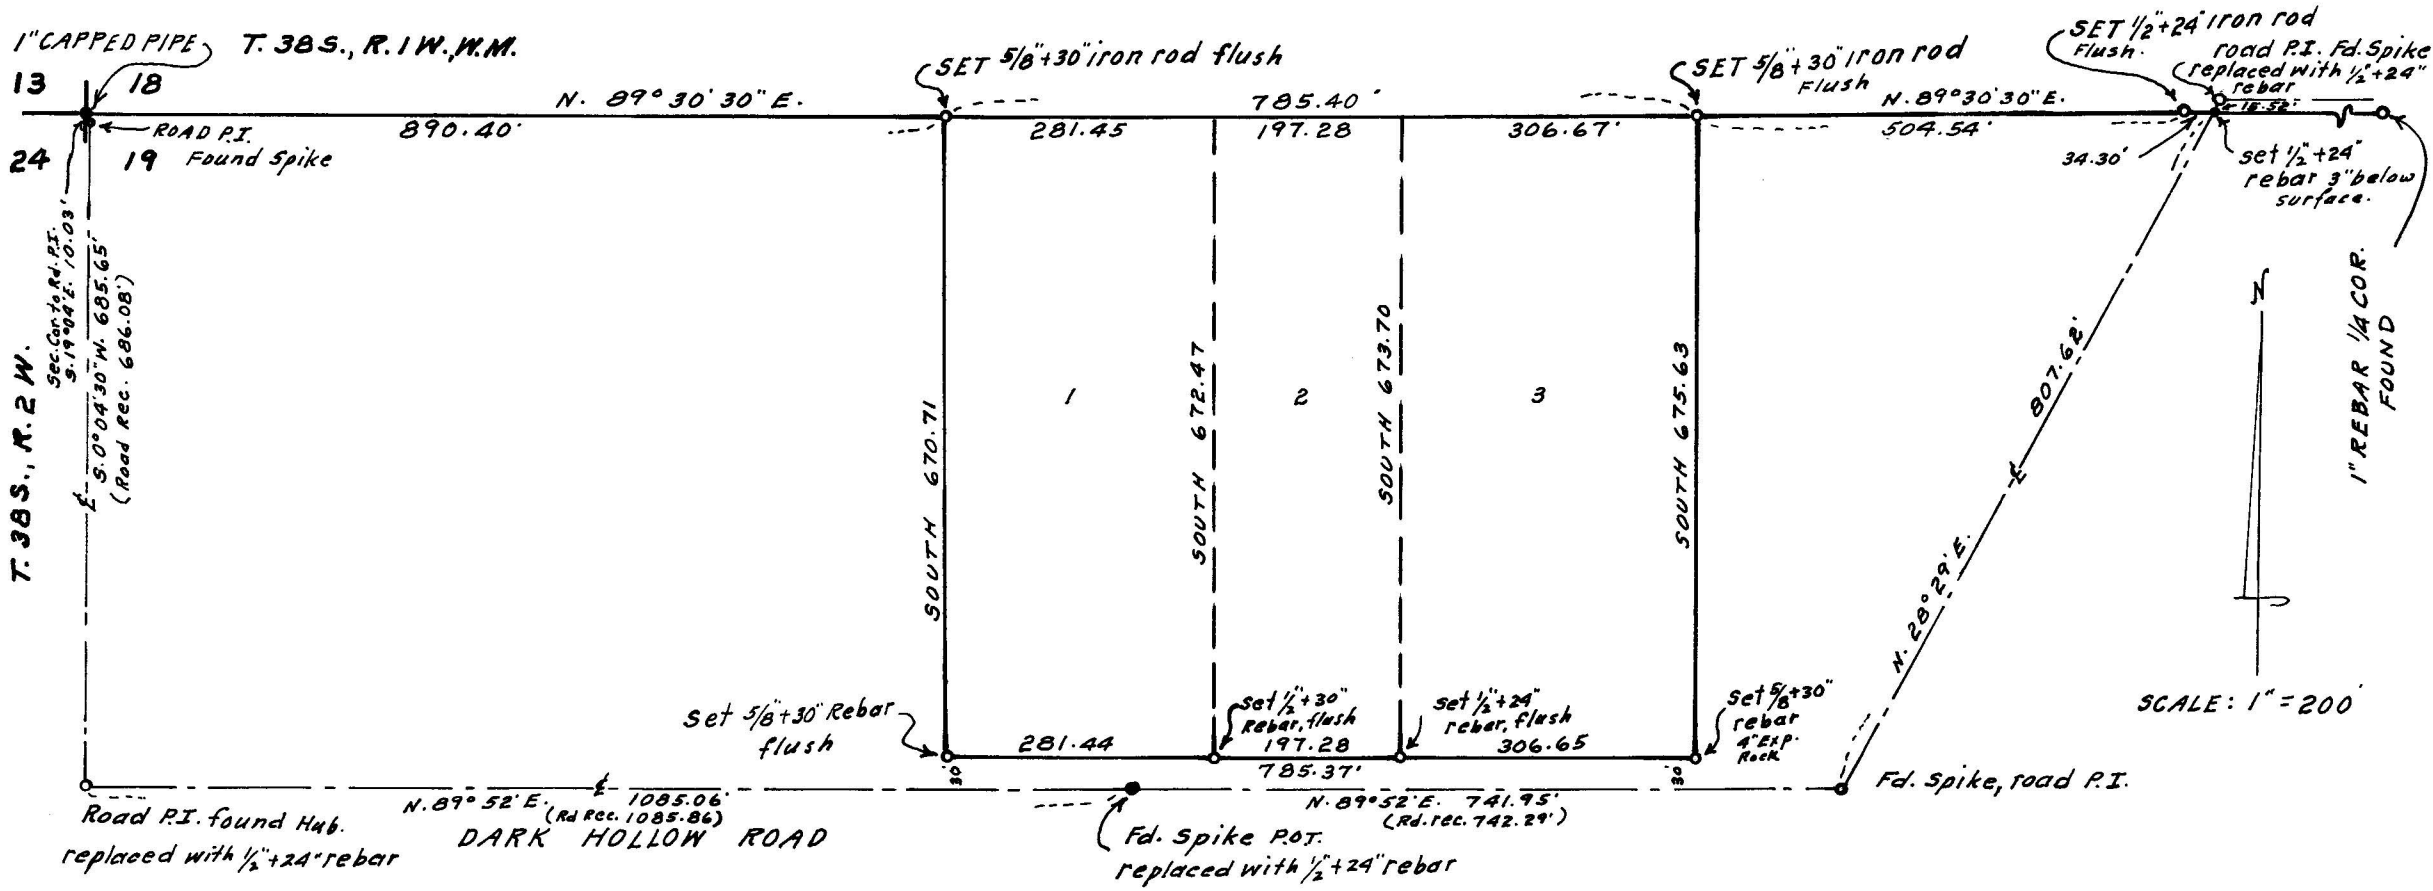 1" CAPPED PIPE
T. 38 S., R. 1 W., W.M.
13 18
24 19
ROAD P.I.
Found Spike
N. 89° 30' 30" E.
890.40'
SET 5/8"+30" iron rod flush
785.40'
281.45
197.28
306.67'
SET 5/8"+30" Iron rod
Flush
N. 89° 30' 30" E.
504.54'
SET 1/2"+24" iron rod
Flush.
road P.I. Fd. Spike
replaced with 1/2"+24"
rebar
15.52'
34.30'
set 1/2"+24"
rebar 3" below
surface.
1" REBAR 1/4 COR.
FOUND
T. 38 S., R. 2 W.
Sec. Cor. to Rd. P.I.
S. 19° 04' E. 10.03'
S. 0° 04' 30" W. 685.65'
(Road Rec. 686.08')
℄
SOUTH 670.71
1
SOUTH 672.47
2
SOUTH 673.70
3
SOUTH 675.63
N. 28° 29' E.
℄
807.62'
N
SCALE: 1" = 200'
Set 5/8"+30" Rebar
flush
281.44
set 1/2"+30"
Rebar, flush
197.28
set 1/2"+24"
rebar, flush
306.65
785.37'
Set 5/8"+30"
rebar
4" Exp.
Rock
30'
30'
Fd. Spike, road P.I.
N. 89° 52' E. ℄ 1085.06'
(Rd Rec. 1085.86)
DARK HOLLOW ROAD
N. 89° 52' E. 741.95'
(Rd. rec. 742.29')
Road P.I. found Hub.
replaced with 1/2"+24" rebar
Fd. Spike P.O.T.
replaced with 1/2"+24" rebar